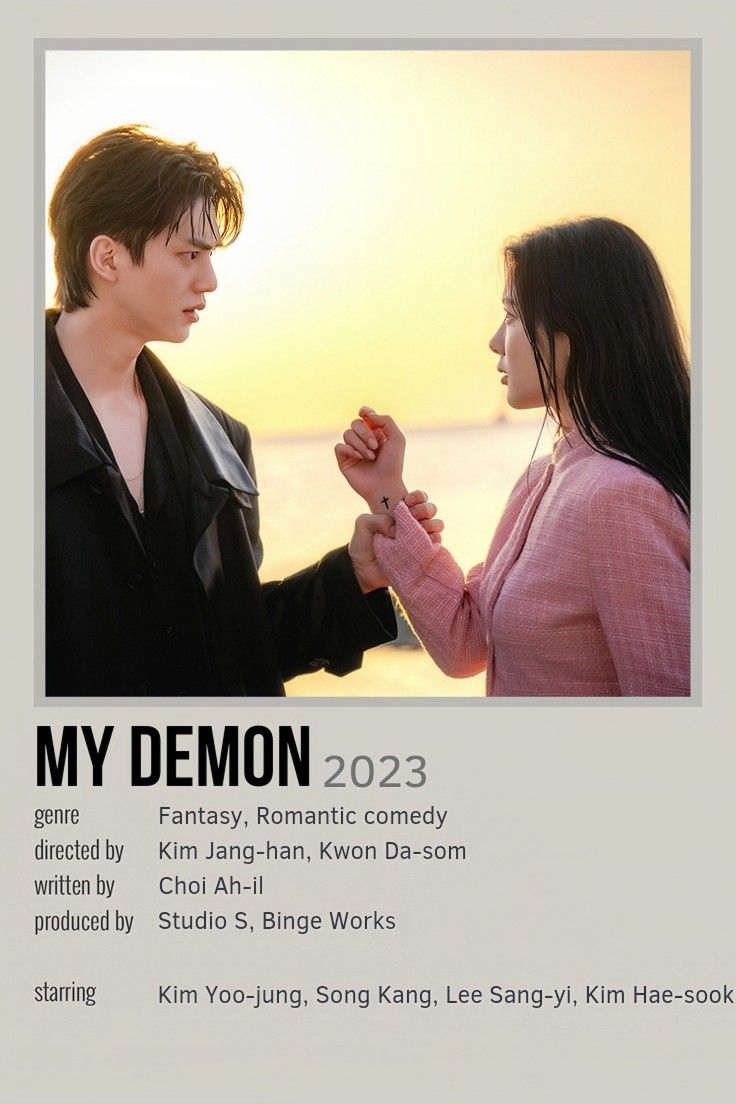 MY DEMON 2023
genre Fantasy, Romantic comedy
directed by Kim Jang-han, Kwon Da-som
written by Choi Ah-il
produced by Studio S, Binge Works
starring Kim Yoo-jung, Song Kang, Lee Sang-yi, Kim Hae-sook